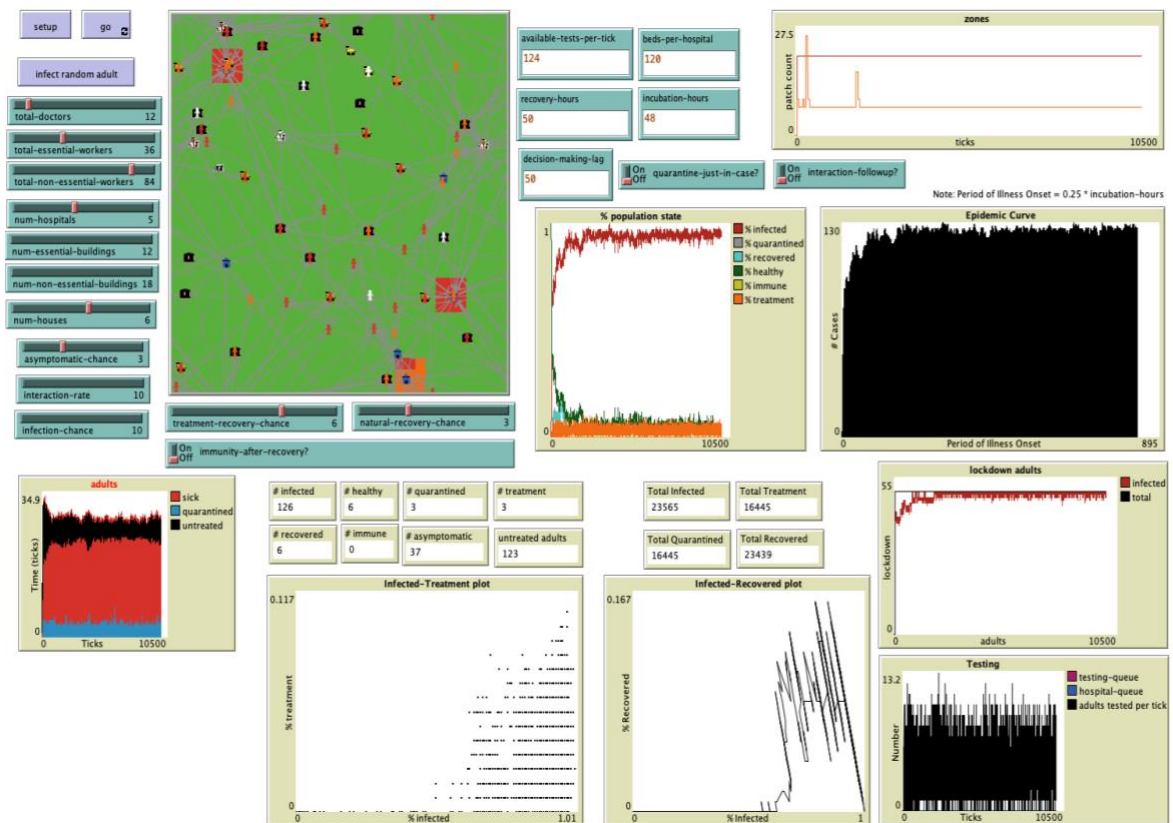 setup
go
infect random adult
total-doctors 12
total-essential-workers 36
total-non-essential-workers 84
num-hospitals 5
num-essential-buildings 12
num-non-essential-buildings 18
num-houses 6
asymptomatic-chance 3
interaction-rate 10
infection-chance 10
treatment-recovery-chance 6
natural-recovery-chance 3
On
Off
immunity-after-recovery?
available-tests-per-tick
124
beds-per-hospital
120
recovery-hours
50
incubation-hours
48
decision-making-lag
50
On
Off
quarantine-just-in-case?
On
Off
interaction-followup?
zones
27.5
patch count
0
0
ticks
10500
Note: Period of Illness Onset = 0.25 * incubation-hours
% population state
1
0
0
10500
% infected
% quarantined
% recovered
% healthy
% immune
% treatment
Epidemic Curve
130
# Cases
0
0
Period of Illness Onset
895
adults
34.9
Time (ticks)
0
0
Ticks
10500
sick
quarantined
untreated
# infected
126
# healthy
6
# quarantined
3
# treatment
3
# recovered
6
# immune
0
# asymptomatic
37
untreated adults
123
Total Infected
23565
Total Treatment
16445
Total Quarantined
16445
Total Recovered
23439
Infected-Treatment plot
0.117
% treatment
0
0
% infected
1.01
Infected-Recovered plot
0.167
% Recovered
0
0
% Infected
1
lockdown adults
55
lockdown
0
0
adults
10500
infected
total
Testing
13.2
Number
0
0
Ticks
10500
testing-queue
hospital-queue
adults tested per tick